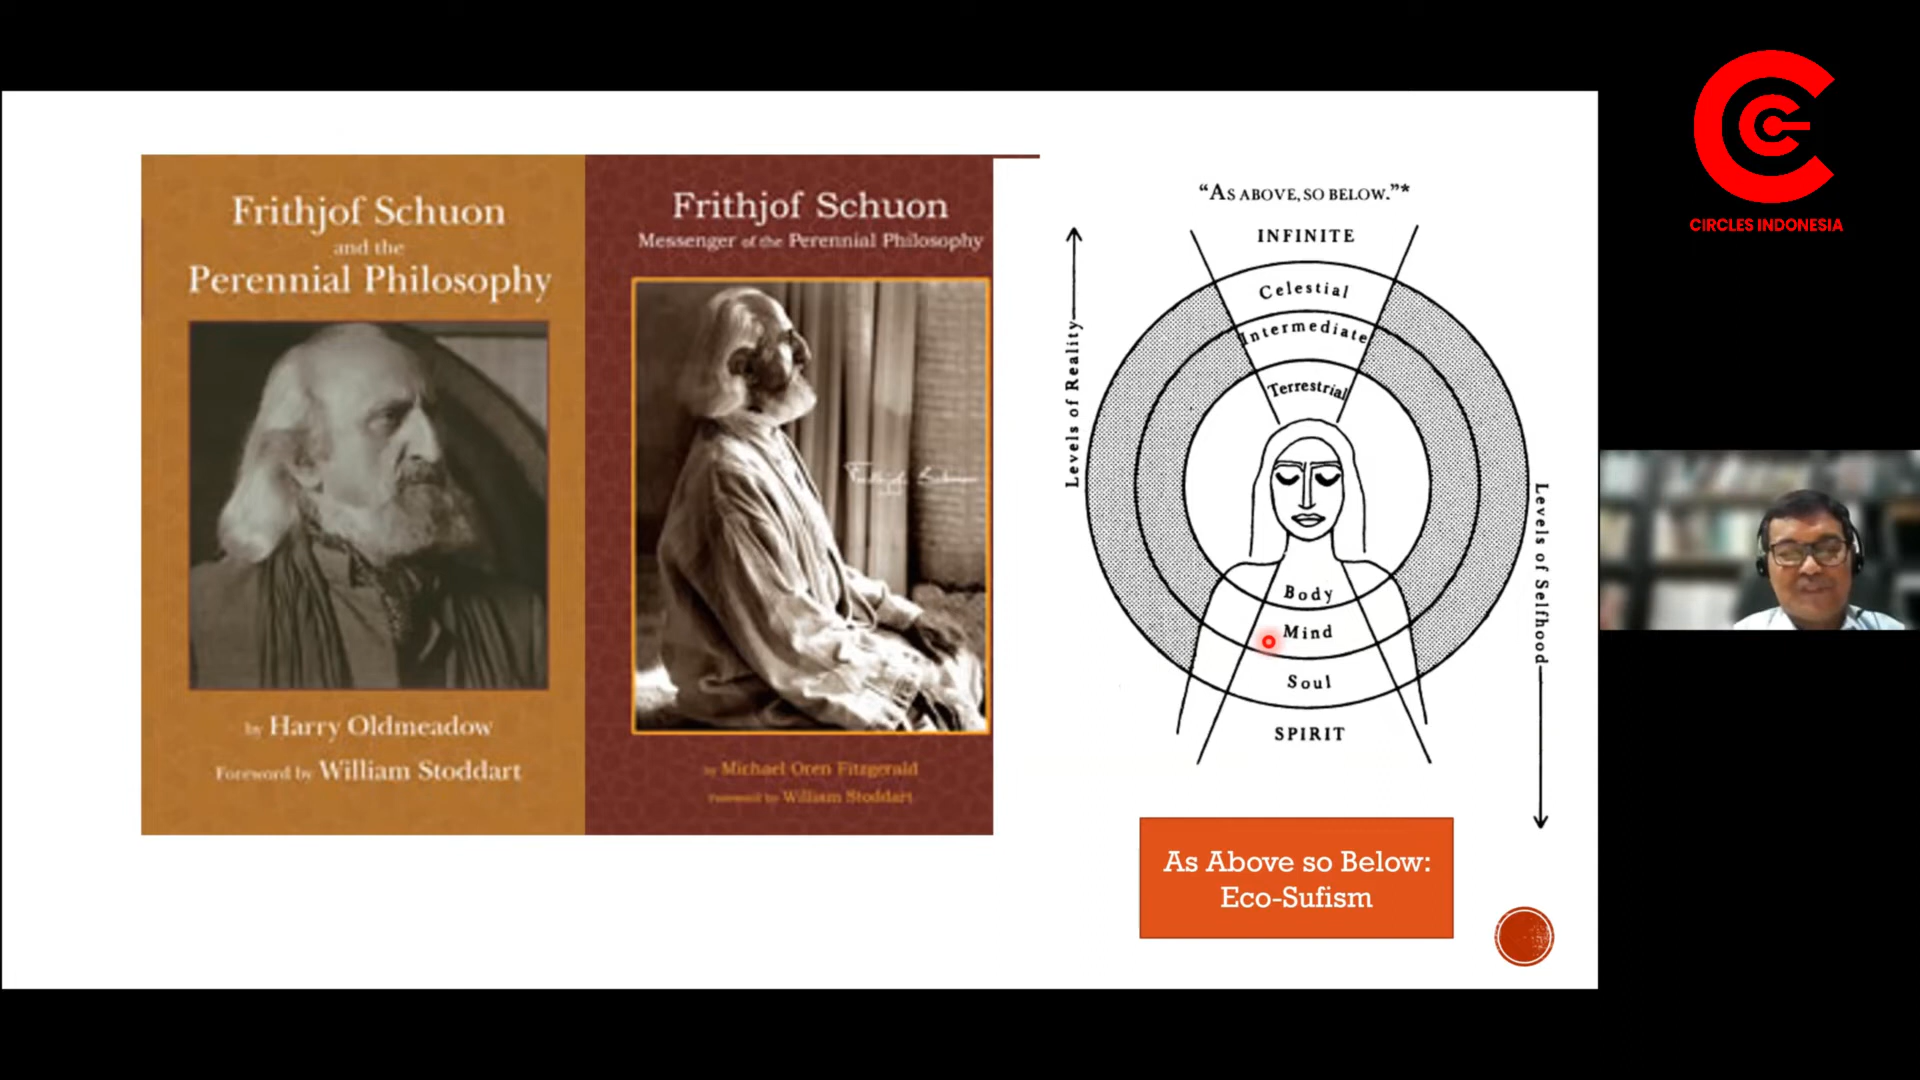 Frithjof Schuon
and the
Perennial Philosophy
by Harry Oldmeadow
Foreword by William Stoddart
Frithjof Schuon
Messenger of the Perennial Philosophy
Frithjof Schuon
by Michael Oren Fitzgerald
Foreword by William Stoddart
“AS ABOVE, SO BELOW.”*
INFINITE
Celestial
Intermediate
Terrestrial
Levels of Reality
Body
Mind
Soul
SPIRIT
Levels of Selfhood
As Above so Below:
Eco-Sufism
CIRCLES INDONESIA